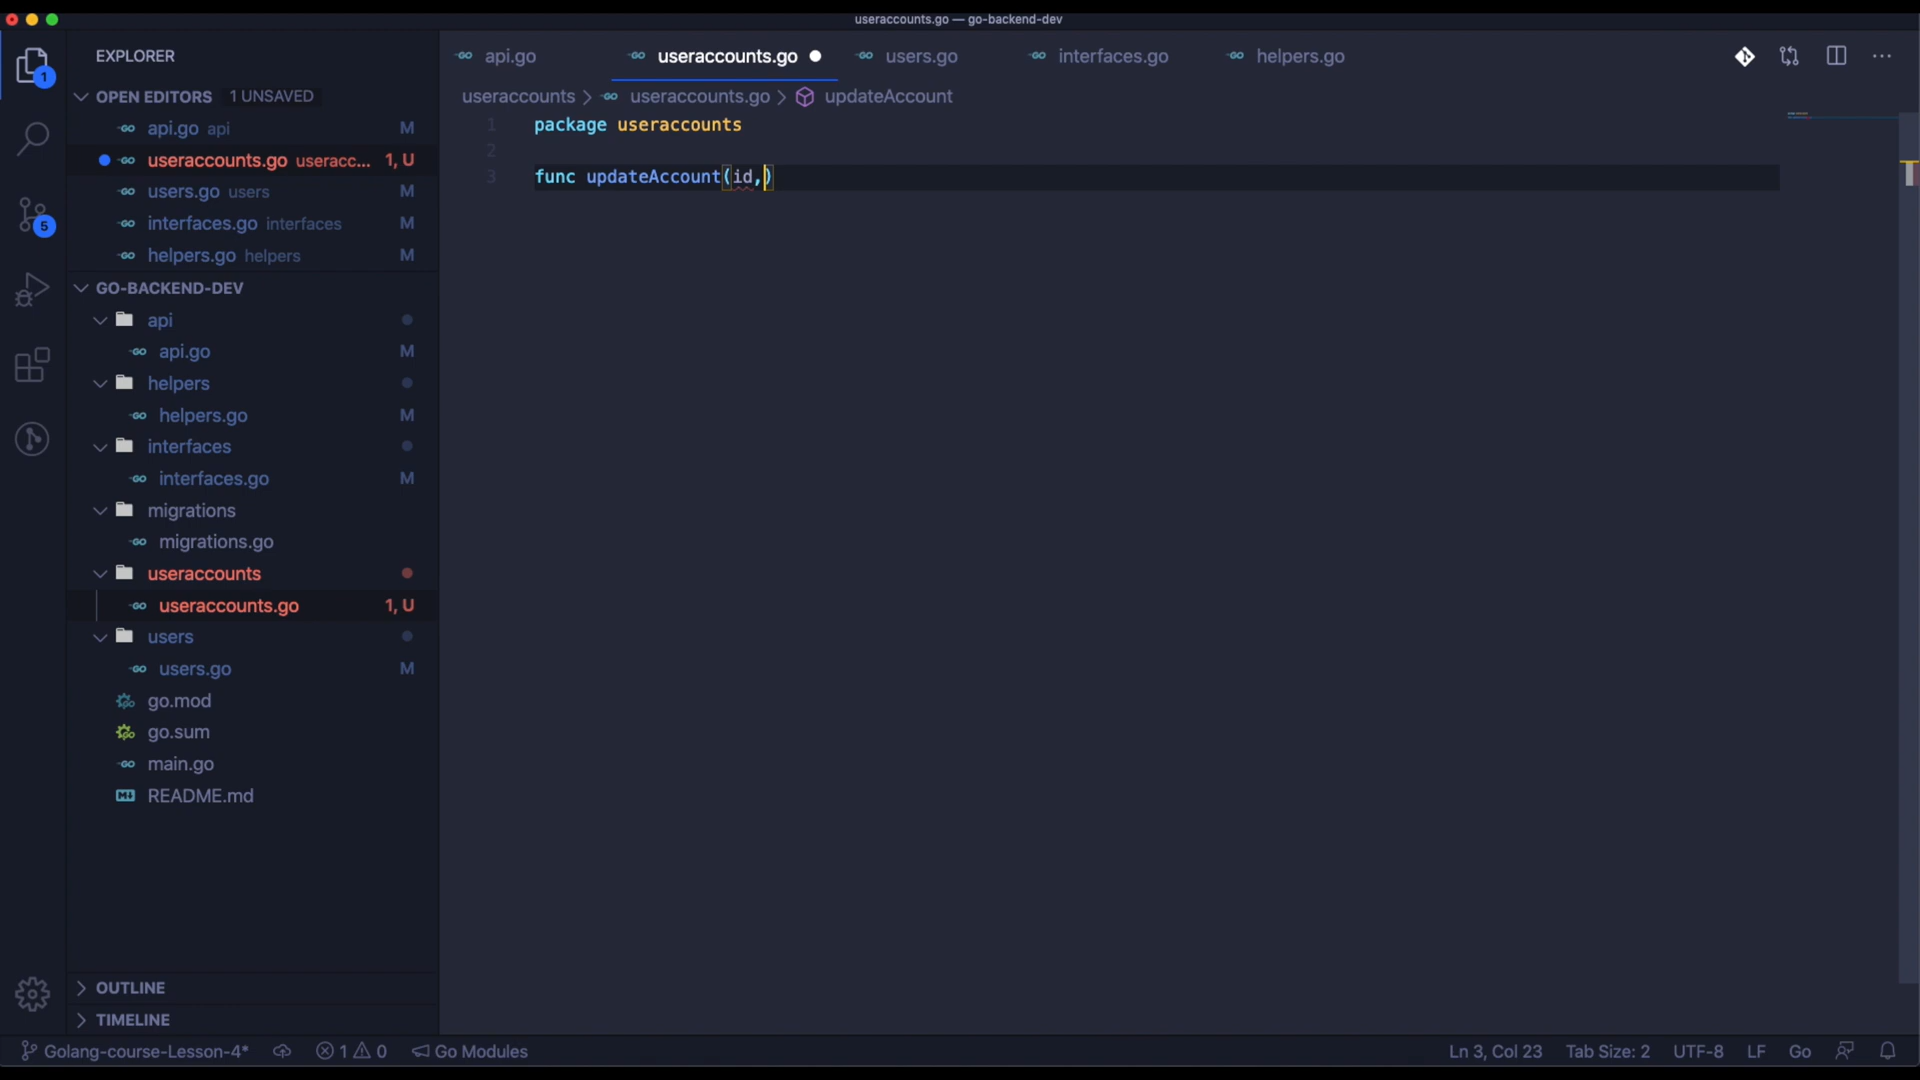 useraccounts.go — go-backend-dev
EXPLORER
OPEN EDITORS 1 UNSAVED
api.go api M
useraccounts.go useracc... 1, U
users.go users M
interfaces.go interfaces M
helpers.go helpers M
GO-BACKEND-DEV
api
api.go M
helpers
helpers.go M
interfaces
interfaces.go M
migrations
migrations.go
useraccounts
useraccounts.go 1, U
users
users.go M
go.mod
go.sum
main.go
README.md
OUTLINE
TIMELINE
1
5
api.go useraccounts.go users.go interfaces.go helpers.go
useraccounts > useraccounts.go > updateAccount
1 package useraccounts
2
3 func updateAccount(id,)
Golang-course-Lesson-4* 1 0 Go Modules Ln 3, Col 23 Tab Size: 2 UTF-8 LF Go